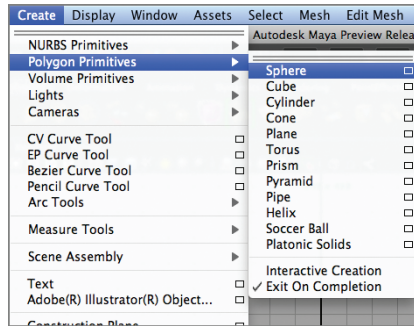 Create Display Window Assets Select Mesh Edit Mesh
Autodesk Maya Preview Relea
NURBS Primitives
Polygon Primitives
Volume Primitives
Lights
Cameras
CV Curve Tool
EP Curve Tool
Bezier Curve Tool
Pencil Curve Tool
Arc Tools
Measure Tools
Scene Assembly
Text
Adobe(R) Illustrator(R) Object...
Construction Plane
Sphere
Cube
Cylinder
Cone
Plane
Torus
Prism
Pyramid
Pipe
Helix
Soccer Ball
Platonic Solids
Interactive Creation
✓ Exit On Completion